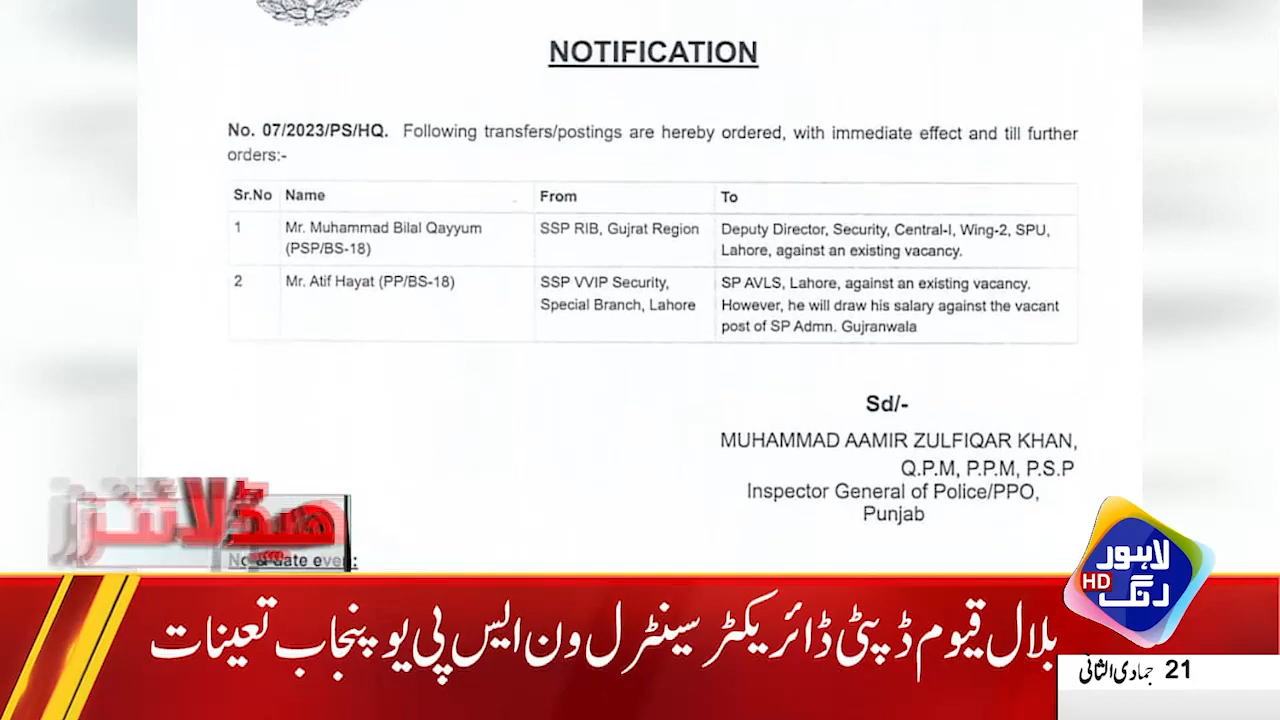 NOTIFICATION
No. 07/2023/PS/HQ. Following transfers/postings are hereby ordered, with immediate effect and till further
orders:-
Sr.No Name From To
1 Mr. Muhammad Bilal Qayyum SSP RIB, Gujrat Region Deputy Director, Security, Central-I, Wing-2, SPU,
(PSP/BS-18) Lahore, against an existing vacancy.
2 Mr. Atif Hayat (PP/BS-18) SSP VVIP Security, SP AVLS, Lahore, against an existing vacancy.
Special Branch, Lahore However, he will draw his salary against the vacant
post of SP Admn. Gujranwala
Sd/-
MUHAMMAD AAMIR ZULFIQAR KHAN,
Q.P.M, P.P.M, P.S.P
Inspector General of Police/PPO,
Punjab
ہیڈلائنز
No & date even:
لاہور
HD رنگ
بلال قیوم ڈپٹی ڈائریکٹر سینٹرل ون ایس پی یو پنجاب تعینات
21 جمادی الثانی